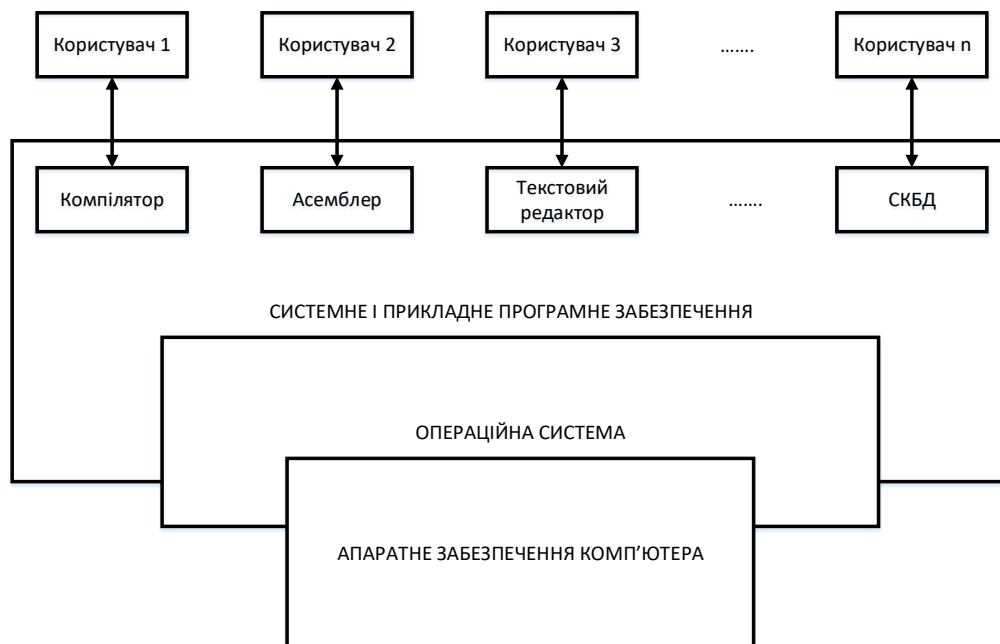 Користувач 1
Користувач 2
Користувач 3
.......
Користувач n
Компілятор
Асемблер
Текстовий
редактор
.......
СКБД
СИСТЕМНЕ І ПРИКЛАДНЕ ПРОГРАМНЕ ЗАБЕЗПЕЧЕННЯ
ОПЕРАЦІЙНА СИСТЕМА
АПАРАТНЕ ЗАБЕЗПЕЧЕННЯ КОМП’ЮТЕРА